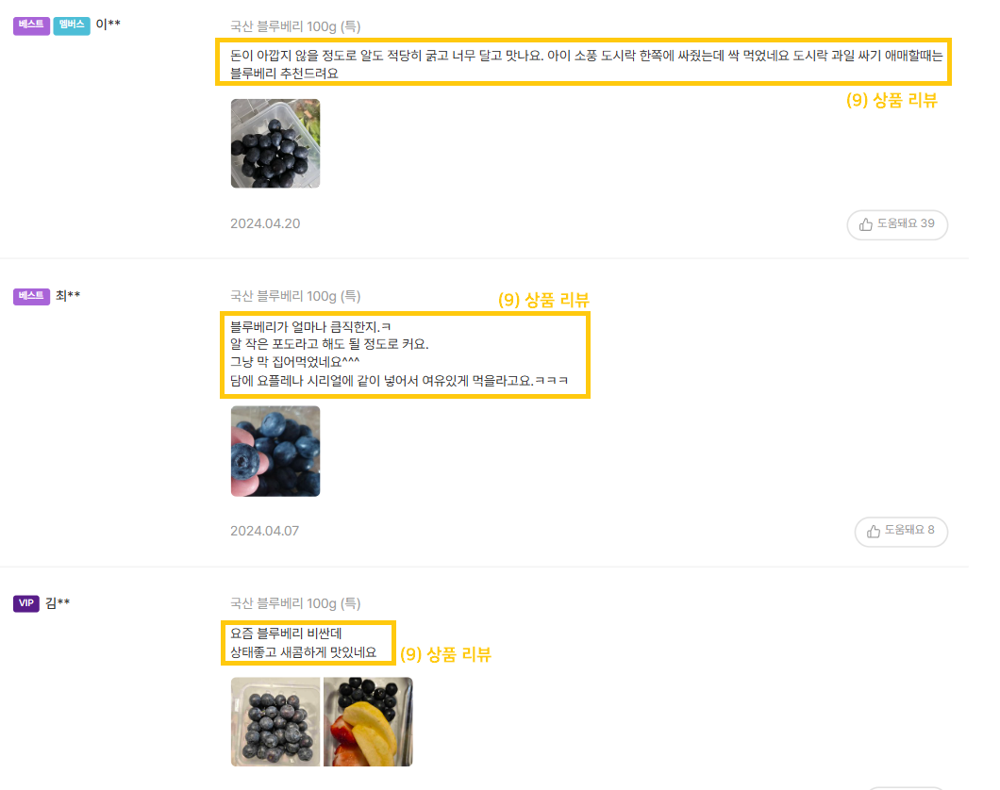 베스트 멤버스 이**
국산 블루베리 100g (특)
돈이 아깝지 않을 정도로 알도 적당히 굵고 너무 달고 맛나요. 아이 소풍 도시락 한쪽에 싸줬는데 싹 먹었네요 도시락 과일 싸기 애매할때는
블루베리 추천드려요
(9) 상품 리뷰
2024.04.20
도움돼요 39
베스트 최**
국산 블루베리 100g (특)
(9) 상품 리뷰
블루베리가 얼마나 큼직한지.ㅋ
알 작은 포도라고 해도 될 정도로 커요.
그냥 막 집어먹었네요^^^
담에 요플레나 시리얼에 같이 넣어서 여유있게 먹을라고요.ㅋㅋㅋ
2024.04.07
도움돼요 8
VIP 김**
국산 블루베리 100g (특)
요즘 블루베리 비싼데
상태좋고 새콤하게 맛있네요
(9) 상품 리뷰